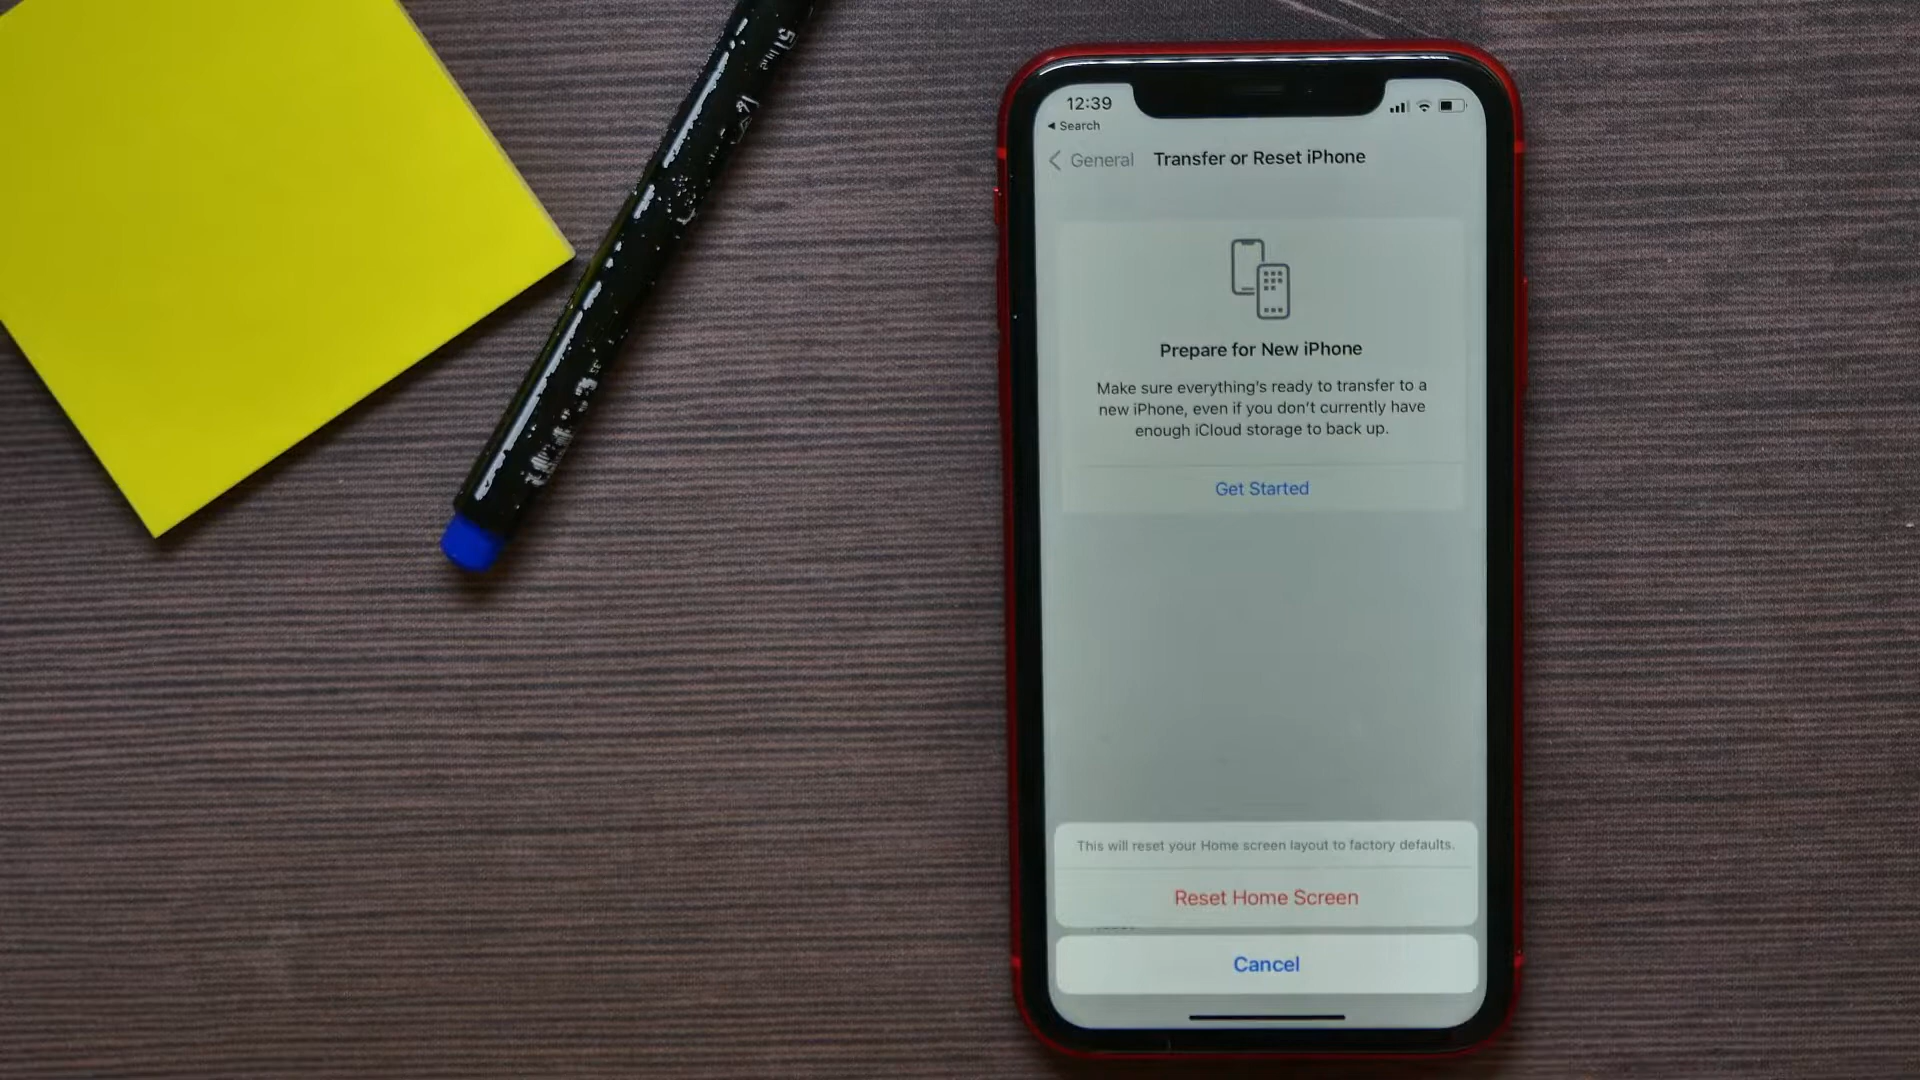 12:39
Search
General
Transfer or Reset iPhone
Prepare for New iPhone
Make sure everything's ready to transfer to a
new iPhone, even if you don't currently have
enough iCloud storage to back up.
Get Started
This will reset your Home screen layout to factory defaults.
Reset Home Screen
Cancel